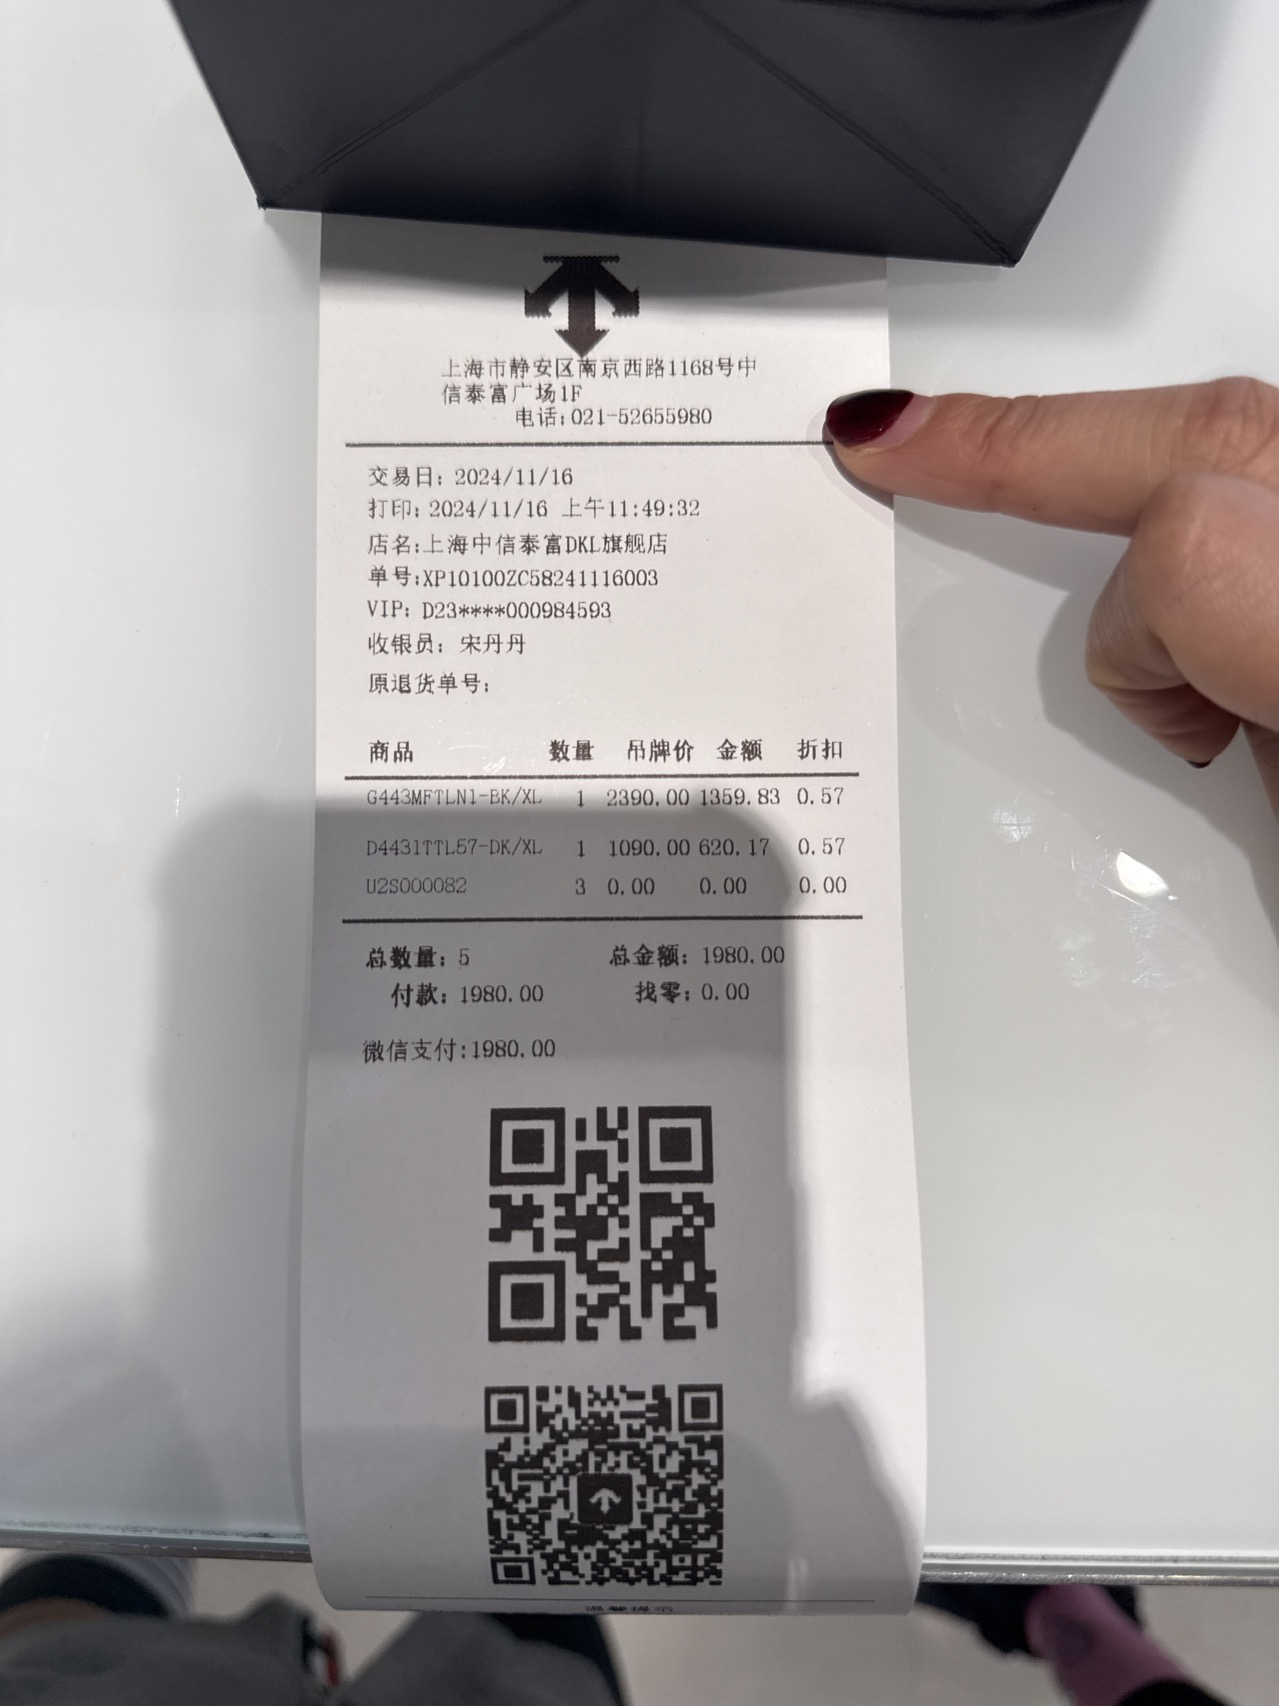 上海市静安区南京西路1168号中
信泰富广场1F
电话:021-52655980
交易日: 2024/11/16
打印: 2024/11/16 上午11:49:32
店名:上海中信泰富DKL旗舰店
单号:XP10100ZC58241116003
VIP: D23****000984593
收银员: 宋丹丹
原退货单号:
商品 数量 吊牌价 金额 折扣
G443MFTLN1-BK/XL 1 2390.00 1359.83 0.57
D4431TTL57-DK/XL 1 1090.00 620.17 0.57
U2S000082 3 0.00 0.00 0.00
总数量: 5 总金额: 1980.00
付款: 1980.00 找零: 0.00
微信支付:1980.00
温馨提示